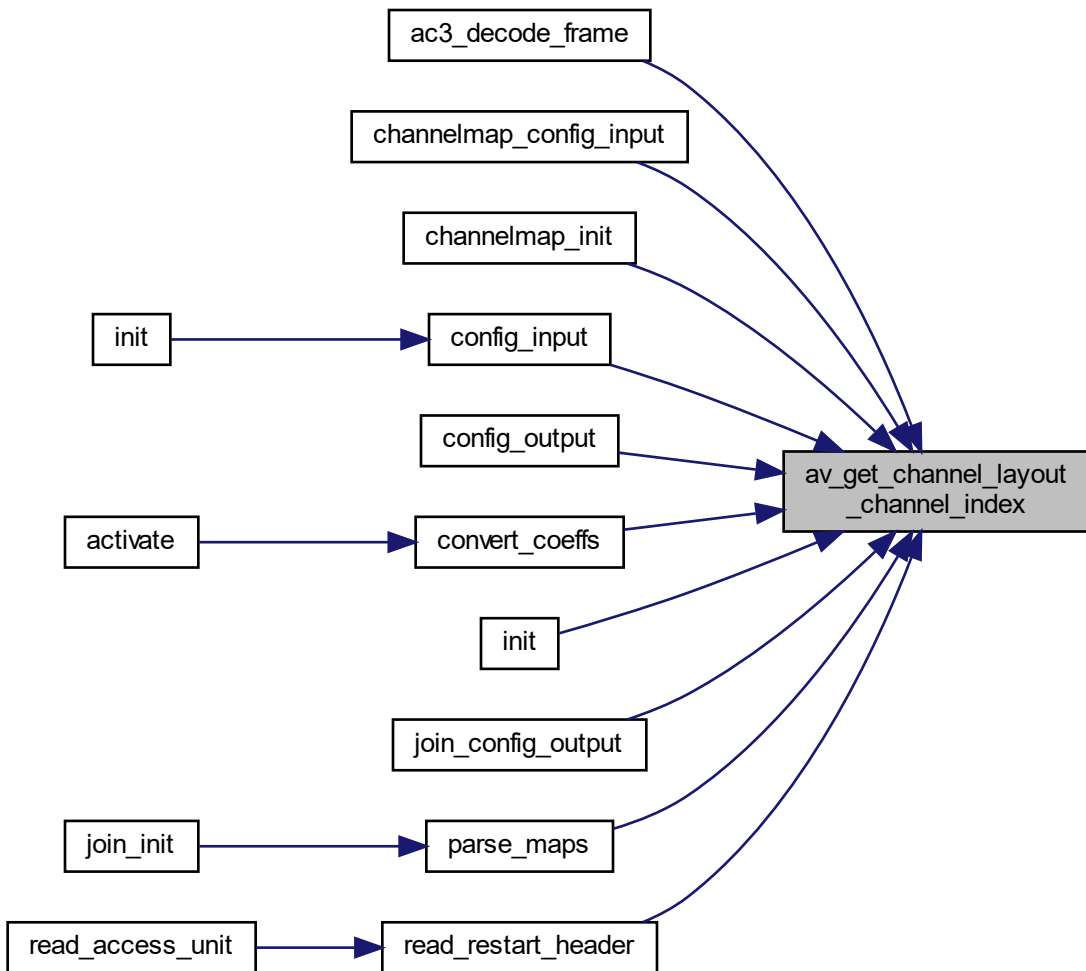 ac3_decode_frame
channelmap_config_input
channelmap_init
init
config_input
config_output
av_get_channel_layout
_channel_index
activate
convert_coeffs
init
join_config_output
join_init
parse_maps
read_access_unit
read_restart_header